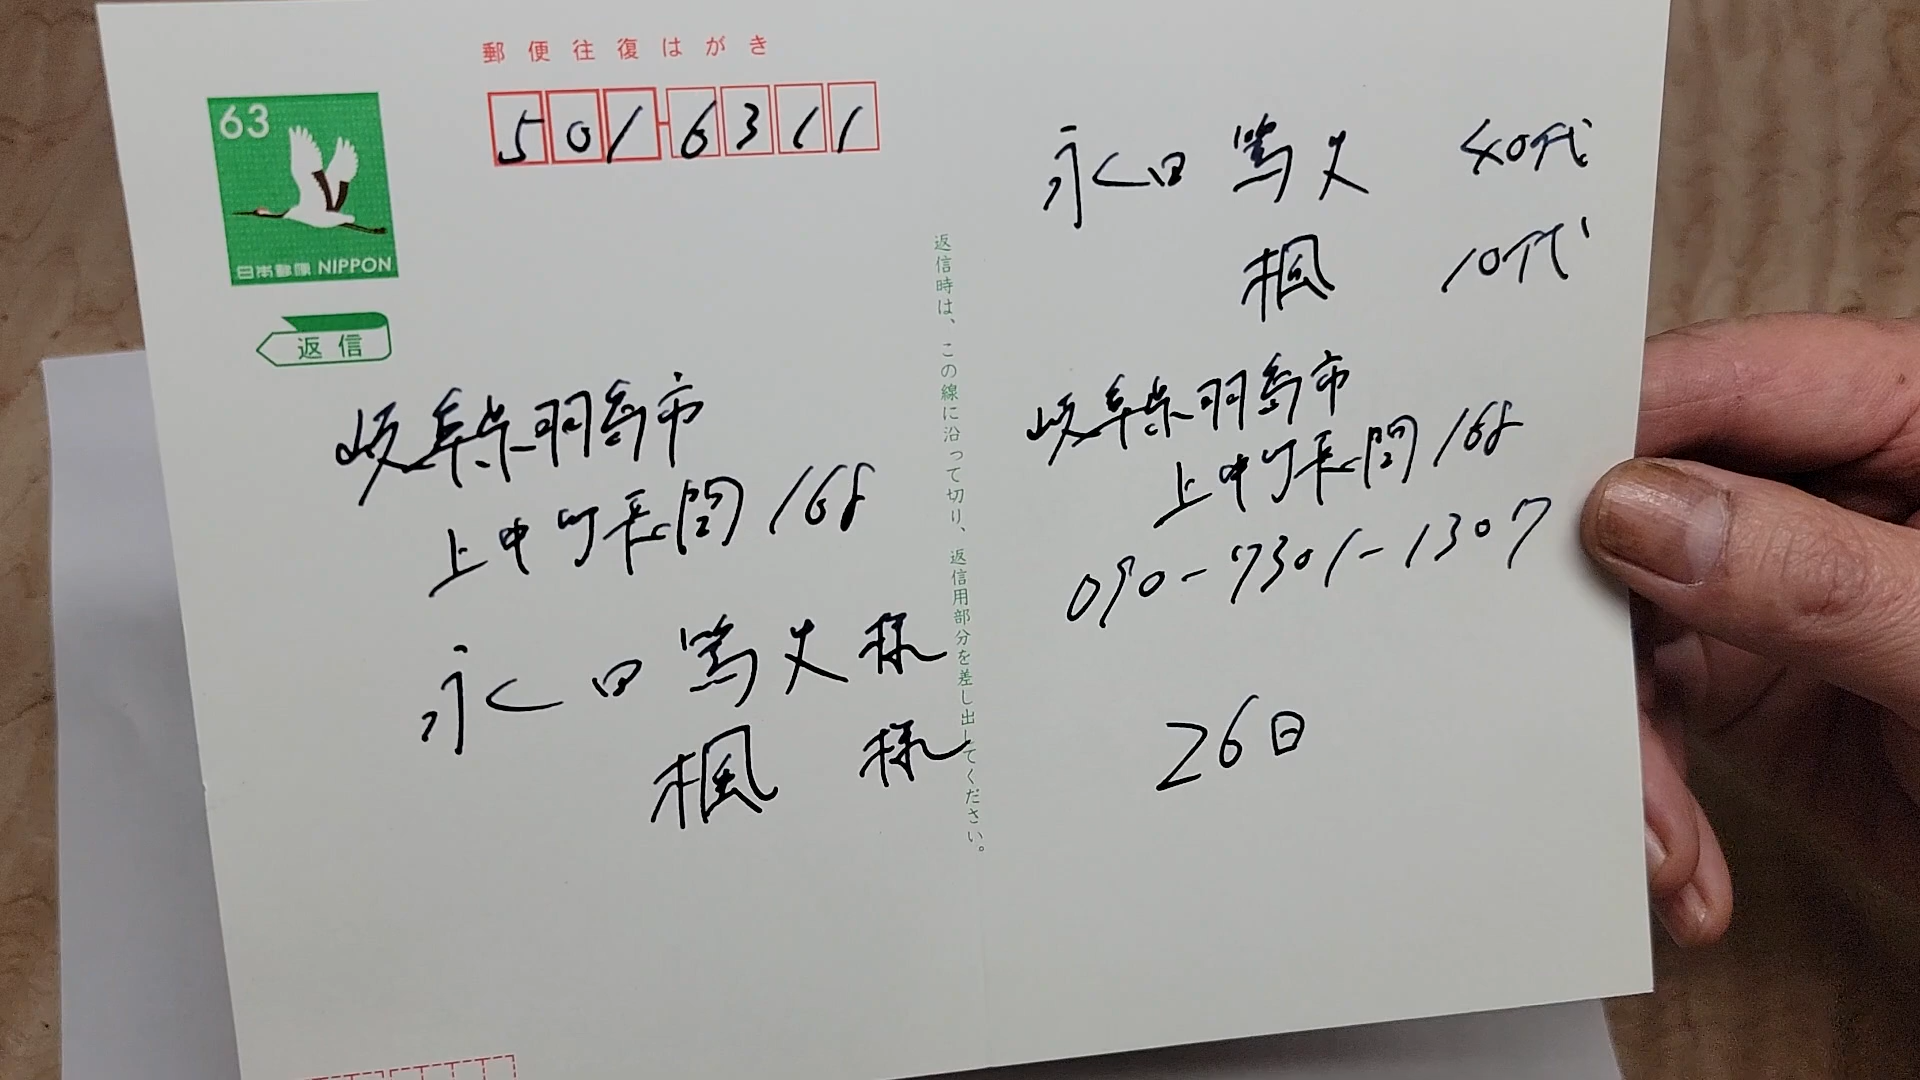 郵便往復はがき
63
日本郵便 NIPPON
501-6311
返信
岐阜県羽島市
上中町長間168
永田篤丈様
楓 様
返信時は、この線に沿って切り、返信用部分を差し出してください。
永田 篤丈 40代
楓 10代
岐阜県羽島市
上中町長間168
090-7301-1307
26日